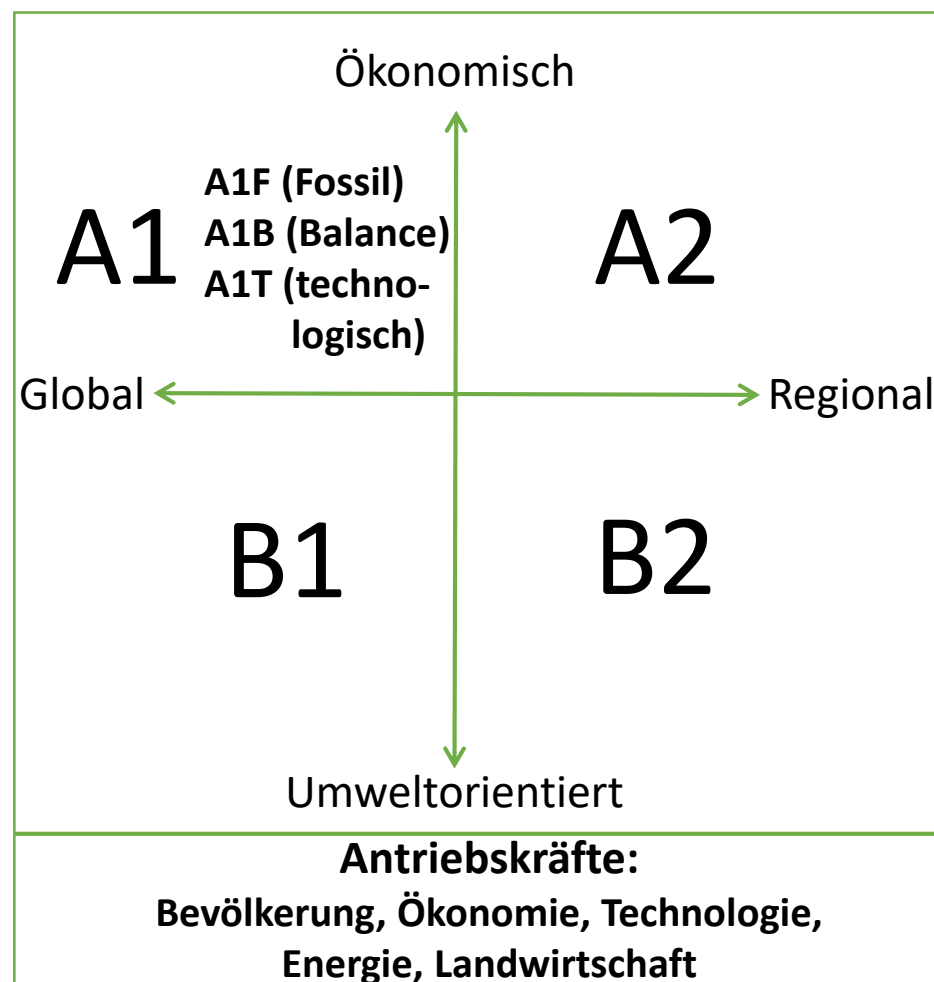 Ökonomisch
A1
A1F (Fossil)
A1B (Balance)
A1T (techno-
logisch)
A2
Global
Regional
B1
B2
Umweltorientiert
Antriebskräfte:
Bevölkerung, Ökonomie, Technologie,
Energie, Landwirtschaft